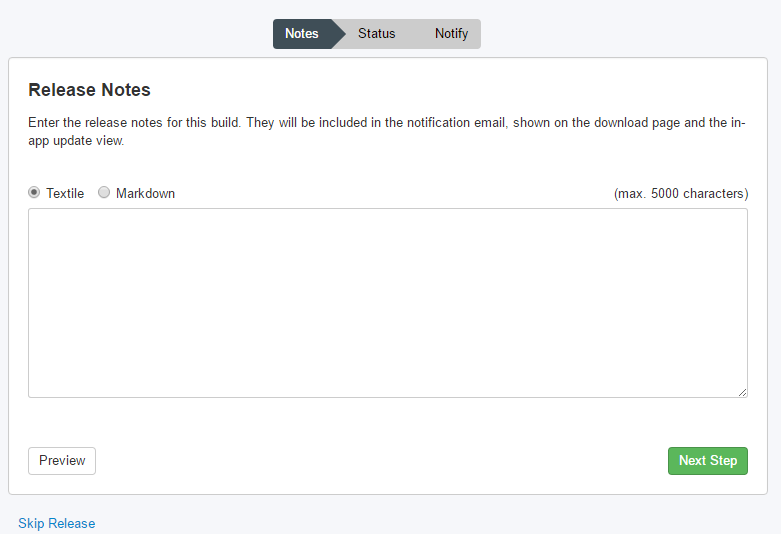 Notes Status Notify
Release Notes
Enter the release notes for this build. They will be included in the notification email, shown on the download page and the in-
app update view.
Textile Markdown (max. 5000 characters)
Preview Next Step
Skip Release